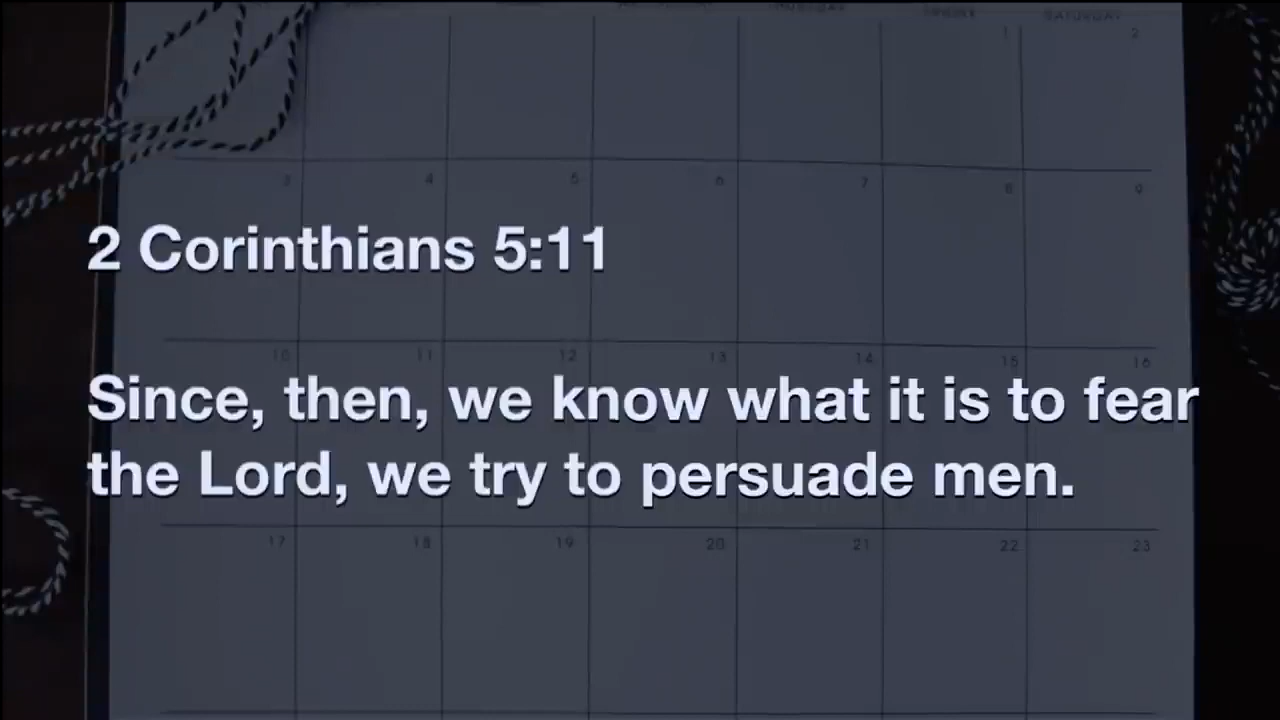 SATURDAY
1 2
3 4 5 6 7 8 9
2 Corinthians 5:11
10 11 12 13 14 15 16
Since, then, we know what it is to fear
the Lord, we try to persuade men.
17 18 19 20 21 22 23